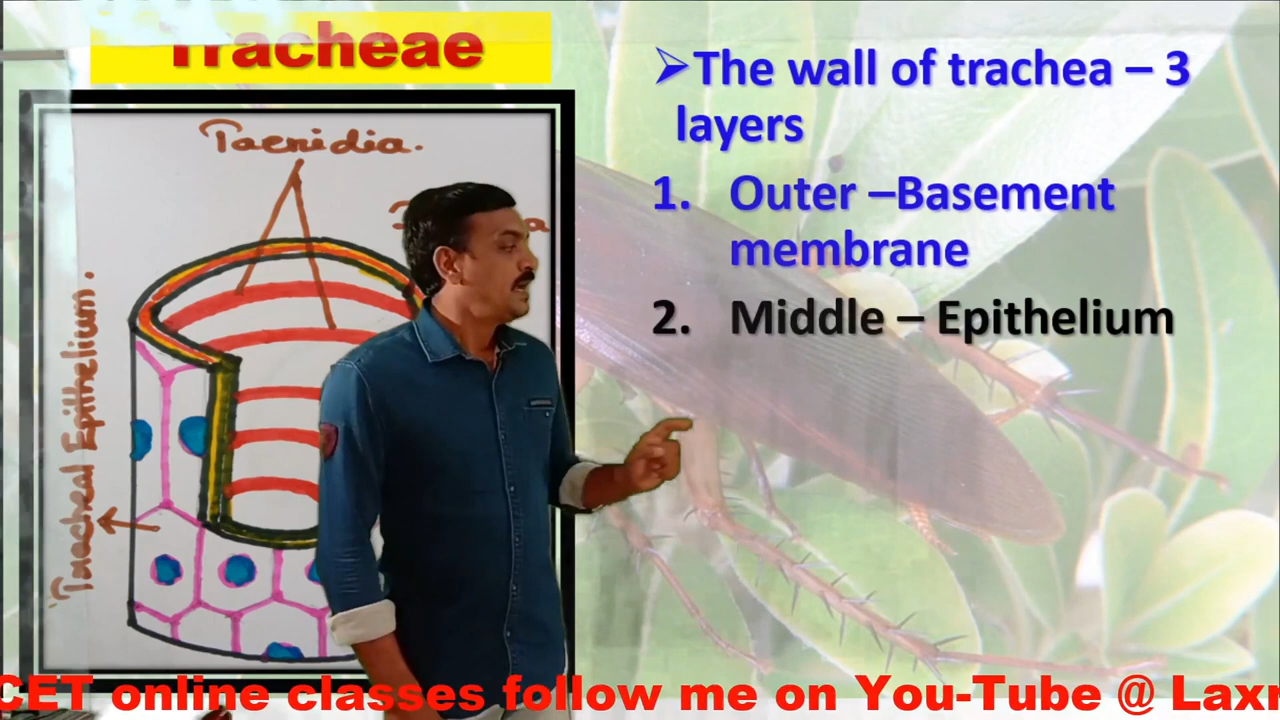 Tracheae
Taenidia.
Tracheal Epithelium.
➢The wall of trachea – 3
layers
1. Outer –Basement
membrane
2. Middle – Epithelium
CET online classes follow me on You-Tube @